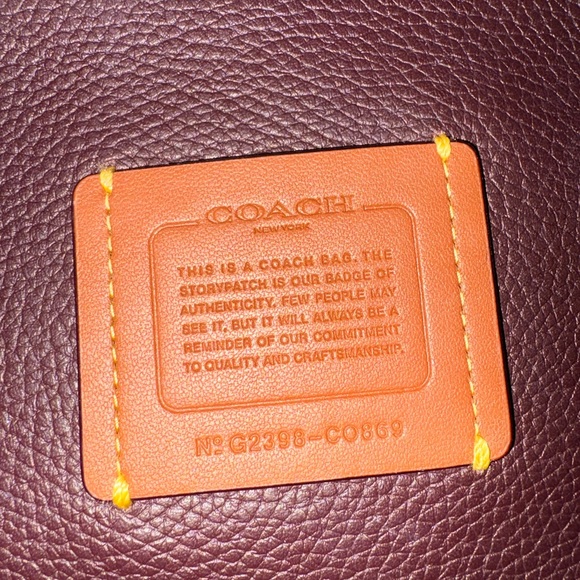 COACH
NEW YORK
THIS IS A COACH BAG. THE
STORYPATCH IS OUR BADGE OF
AUTHENTICITY. FEW PEOPLE MAY
SEE IT, BUT IT WILL ALWAYS BE A
REMINDER OF OUR COMMITMENT
TO QUALITY AND CRAFTSMANSHIP.
Nº G2398-CO869